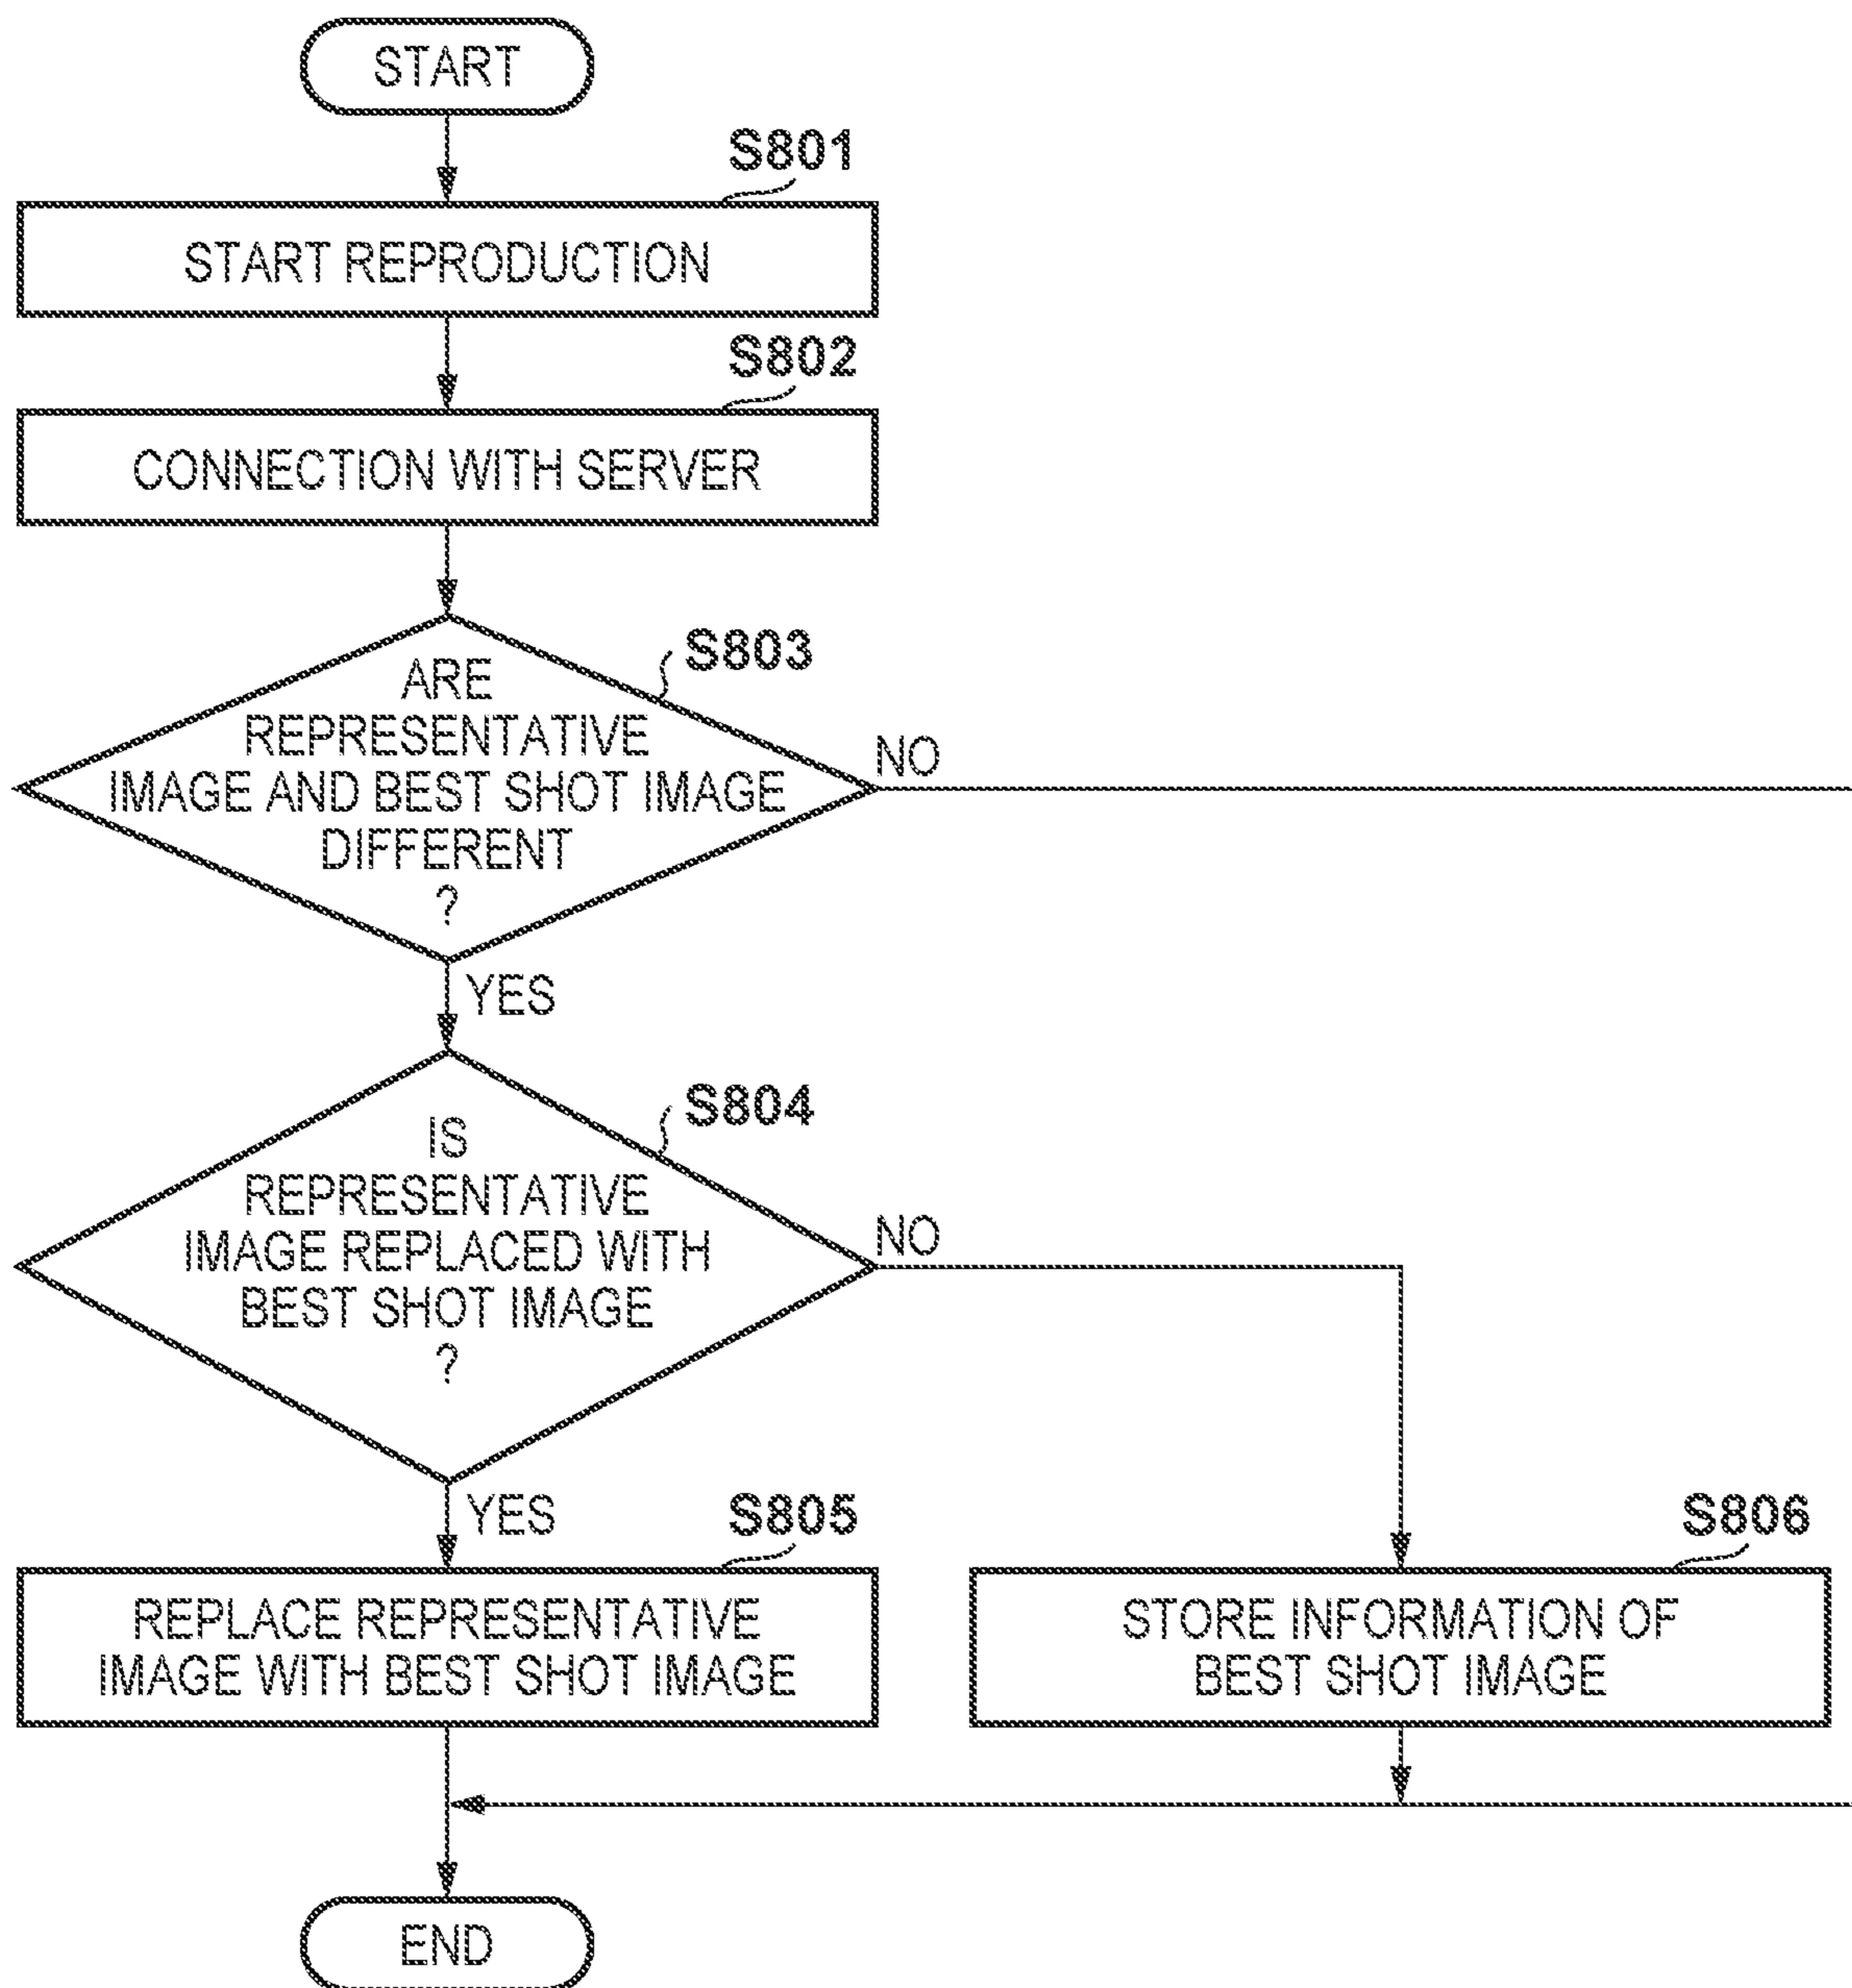 START
S801
START REPRODUCTION
S802
CONNECTION WITH SERVER
S803
ARE
REPRESENTATIVE
IMAGE AND BEST SHOT IMAGE
DIFFERENT
?
NO
YES
S804
IS
REPRESENTATIVE
IMAGE REPLACED WITH
BEST SHOT IMAGE
?
NO
YES
S805
REPLACE REPRESENTATIVE
IMAGE WITH BEST SHOT IMAGE
S806
STORE INFORMATION OF
BEST SHOT IMAGE
END